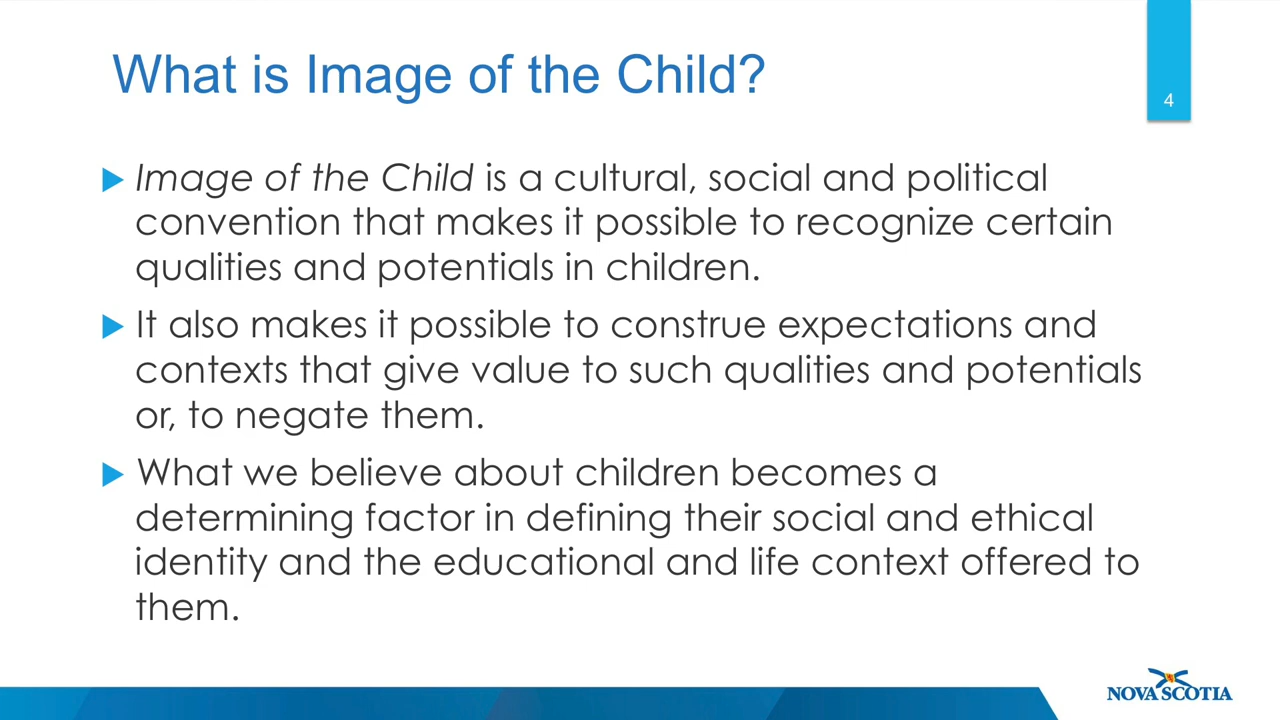 What is Image of the Child?
4
Image of the Child is a cultural, social and political
convention that makes it possible to recognize certain
qualities and potentials in children.
It also makes it possible to construe expectations and
contexts that give value to such qualities and potentials
or, to negate them.
What we believe about children becomes a
determining factor in defining their social and ethical
identity and the educational and life context offered to
them.
NOVA SCOTIA